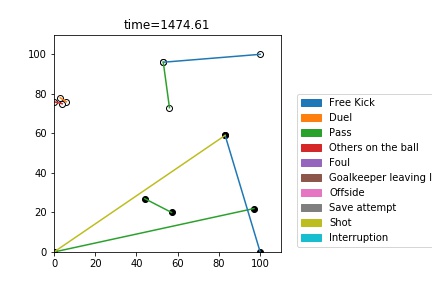 time=1474.61
100
80
60
40
20
0
0 20 40 60 80 100
Free Kick
Duel
Pass
Others on the ball
Foul
Goalkeeper leaving l
Offside
Save attempt
Shot
Interruption